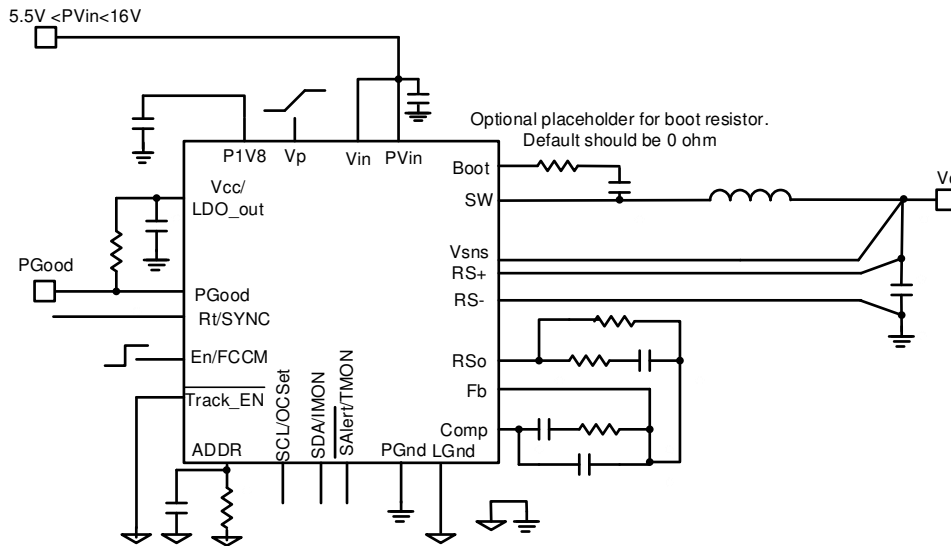 5.5V <PVin<16V
Optional placeholder for boot resistor.
Default should be 0 ohm
P1V8
Vp
Vin
PVin
Boot
Vcc/
LDO_out
SW
Vsns
RS+
PGood
PGood
RS-
Rt/SYNC
En/FCCM
RSo
Track_EN
Fb
SCL/OCSet
SDA/IMON
SAlert/TMON
Comp
ADDR
PGnd
LGnd